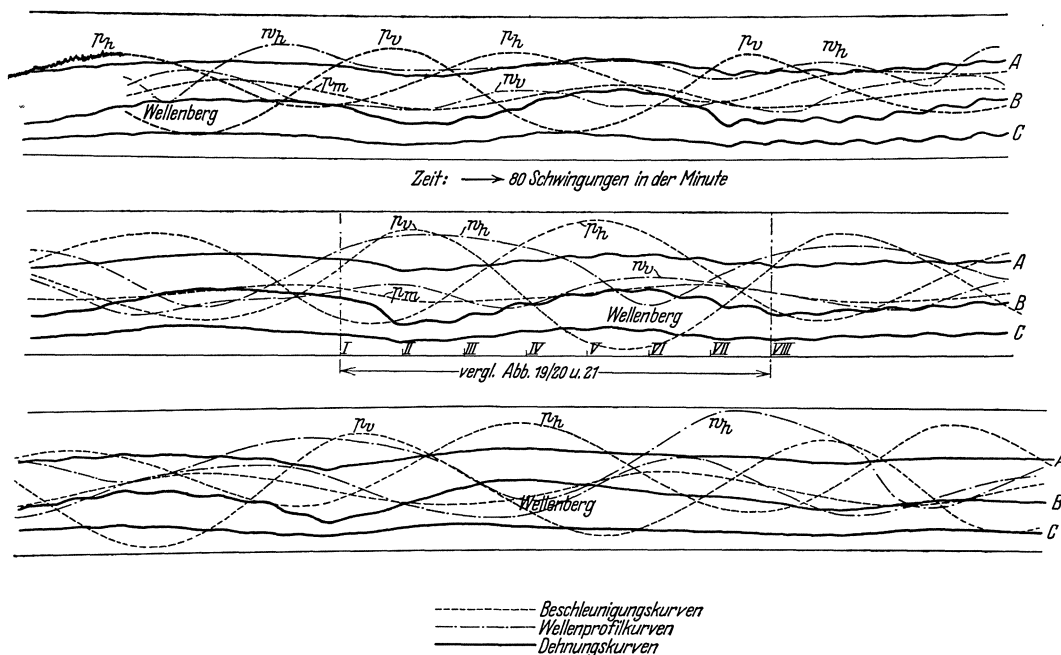 p_h w_h p_v p_h p_v w_h
A
p_m w_v
B
Wellenberg
C
Zeit: → 80 Schwingungen in der Minute
p_v w_h p_h
A
w_v
p_m
B
Wellenberg
C
I II III IV V VI VII VIII
vergl. Abb. 19/20 u. 21
p_v p_h w_h
A
B
Wellenberg
C
Beschleunigungskurven
Wellenprofilkurven
Dehnungskurven